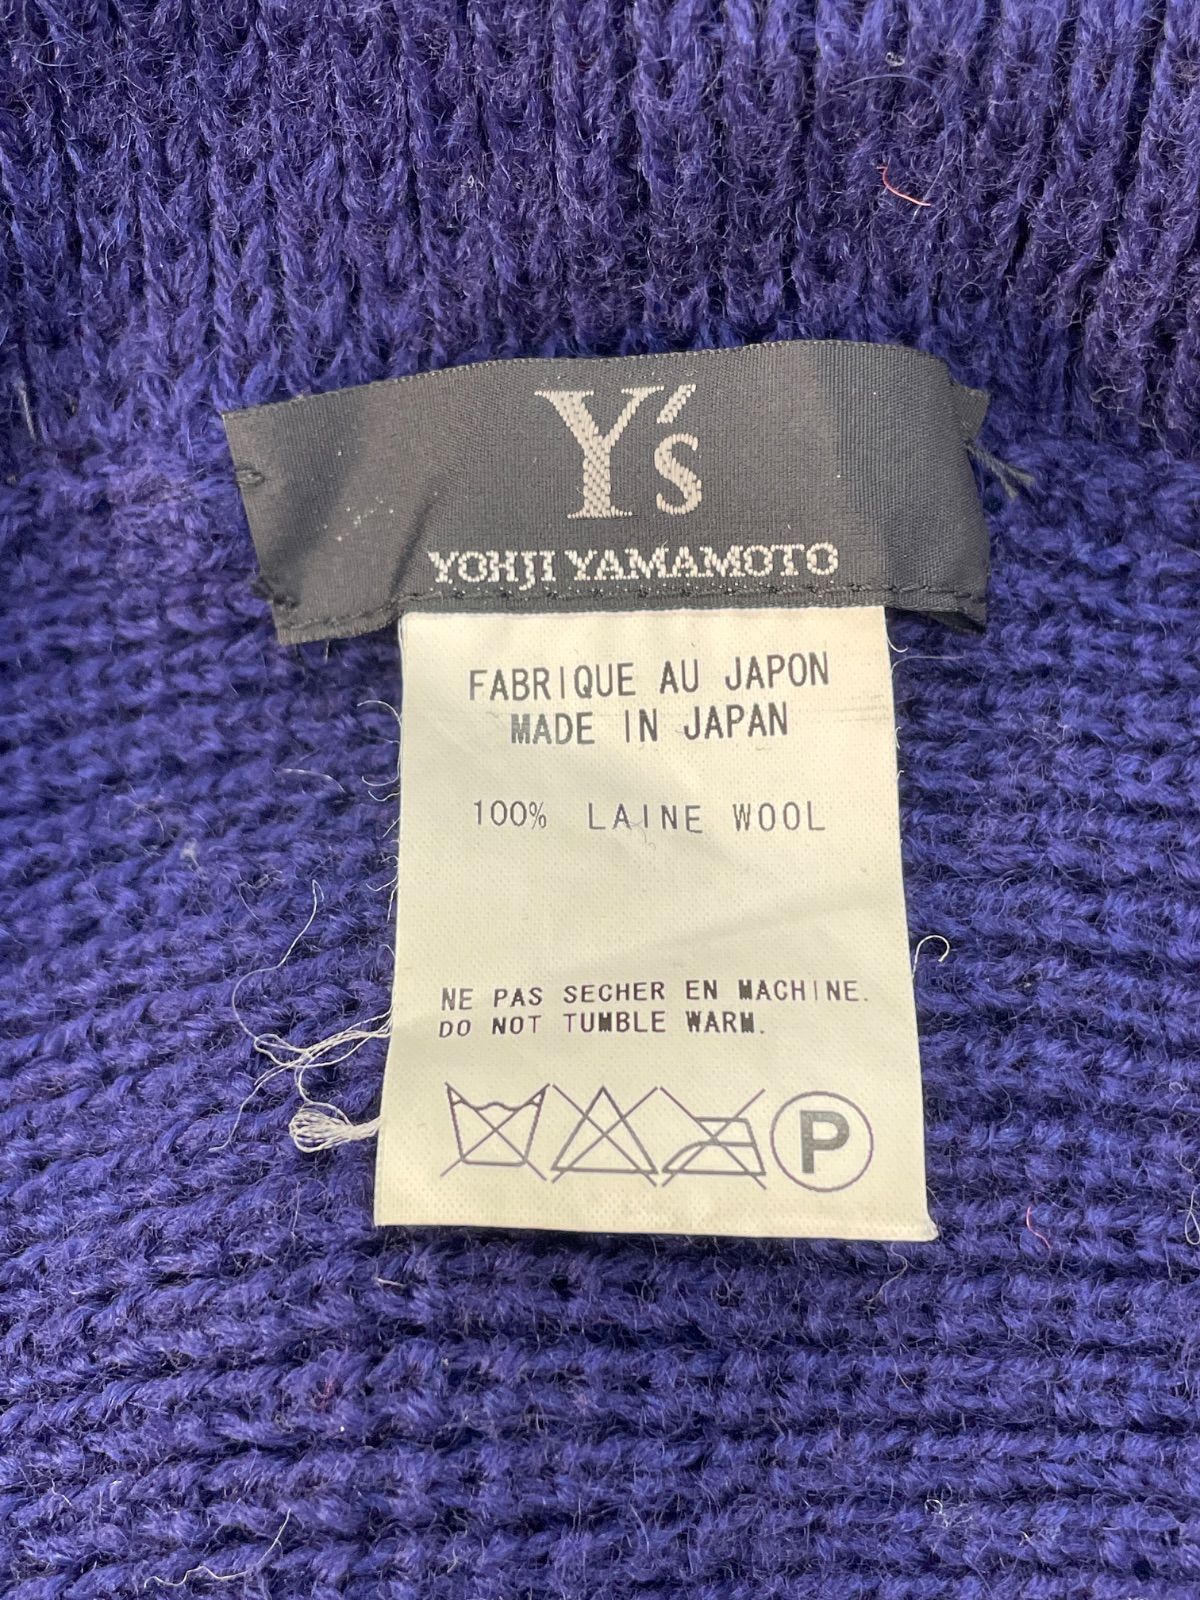 Y's
YOHJI YAMAMOTO
FABRIQUE AU JAPON
MADE IN JAPAN
100% LAINE WOOL
NE PAS SECHER EN MACHINE.
DO NOT TUMBLE WARM.
P